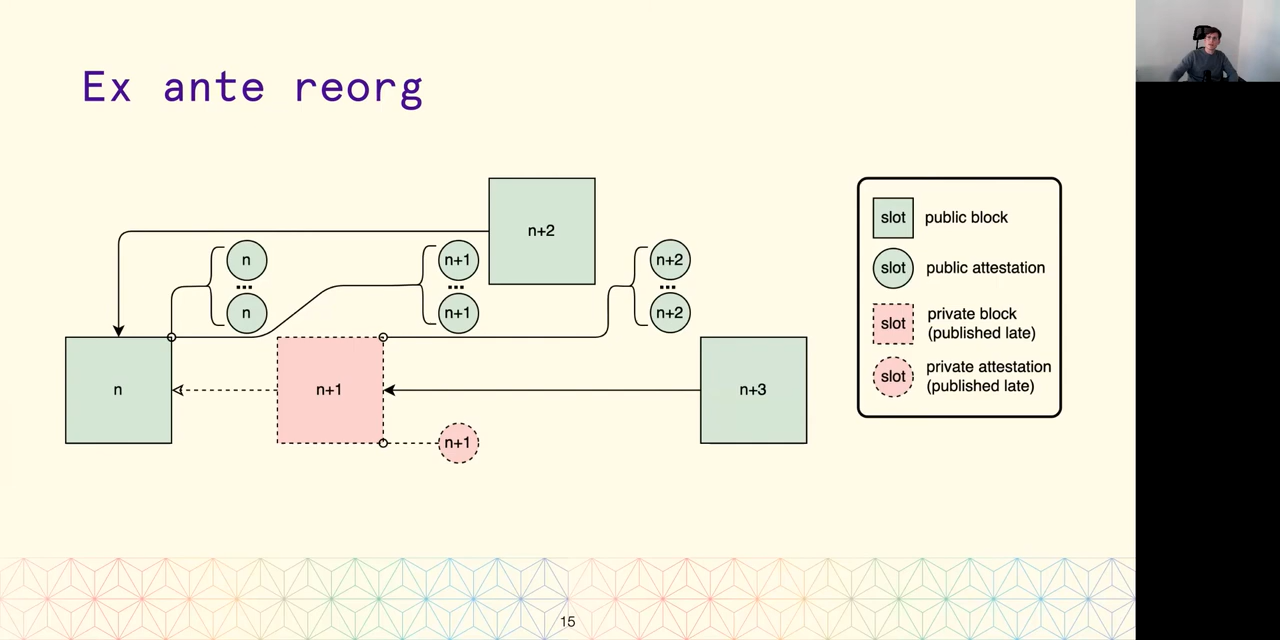 Ex ante reorg
n+2
n
n
n+1
n+1
n+2
n+2
n
n+1
n+3
n+1
slot
public block
slot
public attestation
slot
private block
(published late)
slot
private attestation
(published late)
15